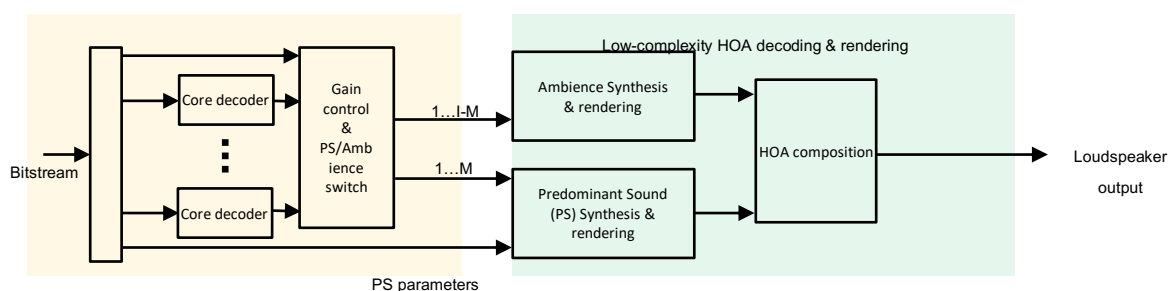 Low-complexity HOA decoding & rendering
Bitstream
Core decoder
Core decoder
Gain
control
&
PS/Amb
ience
switch
1...I-M
1...M
Ambience Synthesis
& rendering
Predominant Sound
(PS) Synthesis &
rendering
HOA composition
Loudspeaker
output
PS parameters